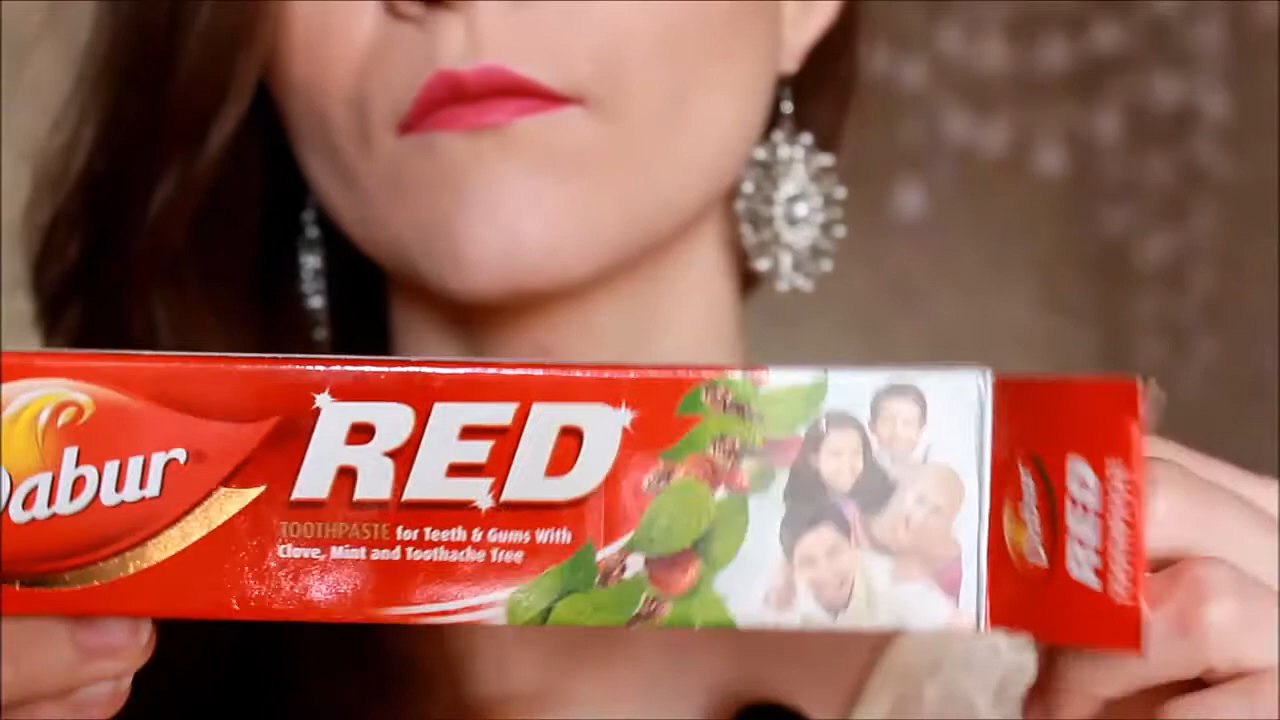 Dabur
RED
TOOTHPASTE for Teeth & Gums With
Clove, Mint and Toothache Tree
RED